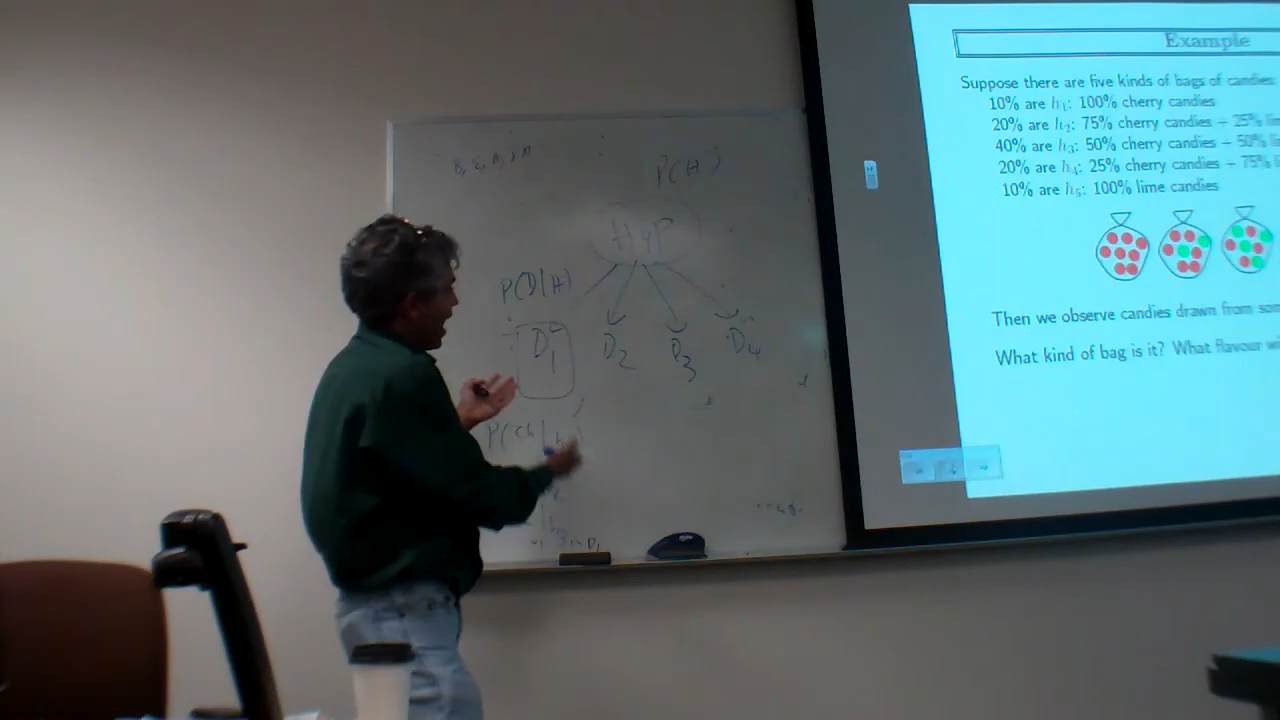 P(H)
Hyp
P(D|H)
D1 D2 D3 D4
Example
Suppose there are five kinds of bags of candies:
10% are h1: 100% cherry candies
20% are h2: 75% cherry candies + 25%
40% are h3: 50% cherry candies + 50%
20% are h4: 25% cherry candies + 75%
10% are h5: 100% lime candies
Then we observe candies drawn from
What kind of bag is it? What flavour